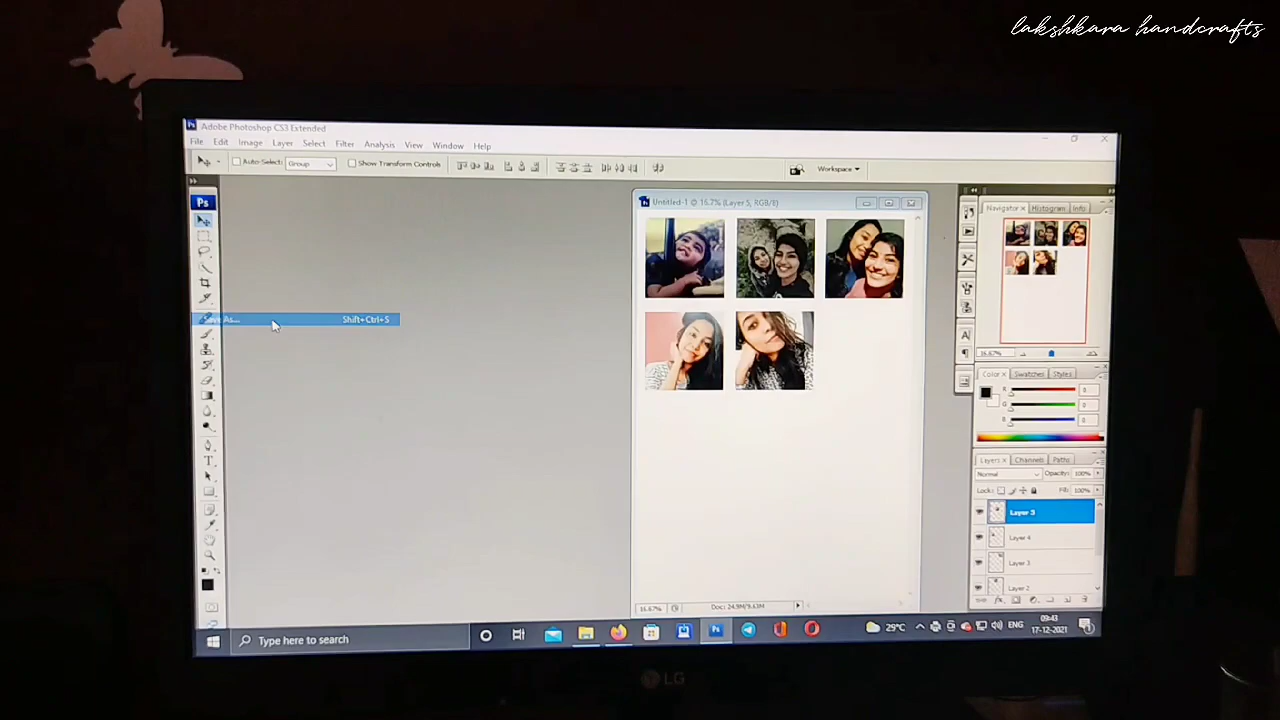 lakshkara handcrafts
Adobe Photoshop CS3 Extended
File Edit Image Layer Select Filter Analysis View Window Help
Auto-Select: Group Show Transform Controls Workspace
Ps
Untitled-1 @ 16.7% (Layer 5, RGB/8)
Navigator Histogram Info
Save As... Shift+Ctrl+S
16.67%
Color Swatches Styles
R
G
B
Layers Channels Paths
Normal Opacity: 100%
Lock: Fill: 100%
Layer 4
Layer 3
Layer 2
16.67% Doc: 24.9M/9.63M
Type here to search
29°C ENG
09:43
17-12-2021
LG